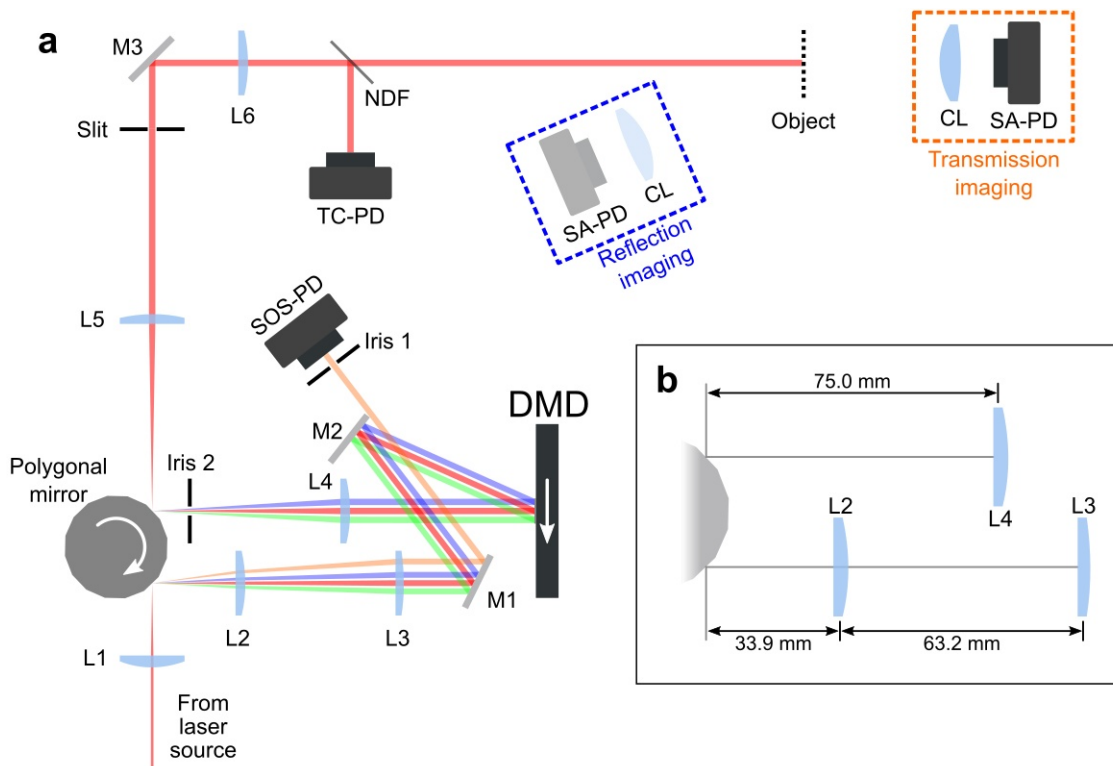 a
M3
Slit
L6
NDF
TC-PD
Object
CL
SA-PD
Transmission
imaging
SA-PD
CL
Reflection
imaging
L5
SOS-PD
Iris 1
DMD
M2
Polygonal
mirror
Iris 2
L4
L2
L3
M1
L1
From
laser
source
b
75.0 mm
L2
L4
L3
33.9 mm
63.2 mm